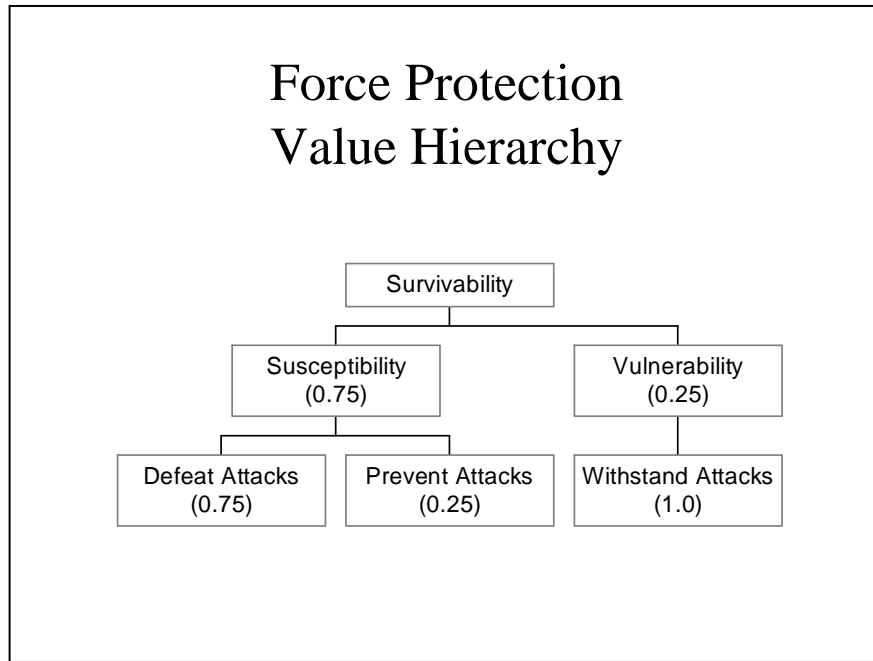 Force Protection
Value Hierarchy
Survivability
Susceptibility
(0.75)
Vulnerability
(0.25)
Defeat Attacks
(0.75)
Prevent Attacks
(0.25)
Withstand Attacks
(1.0)